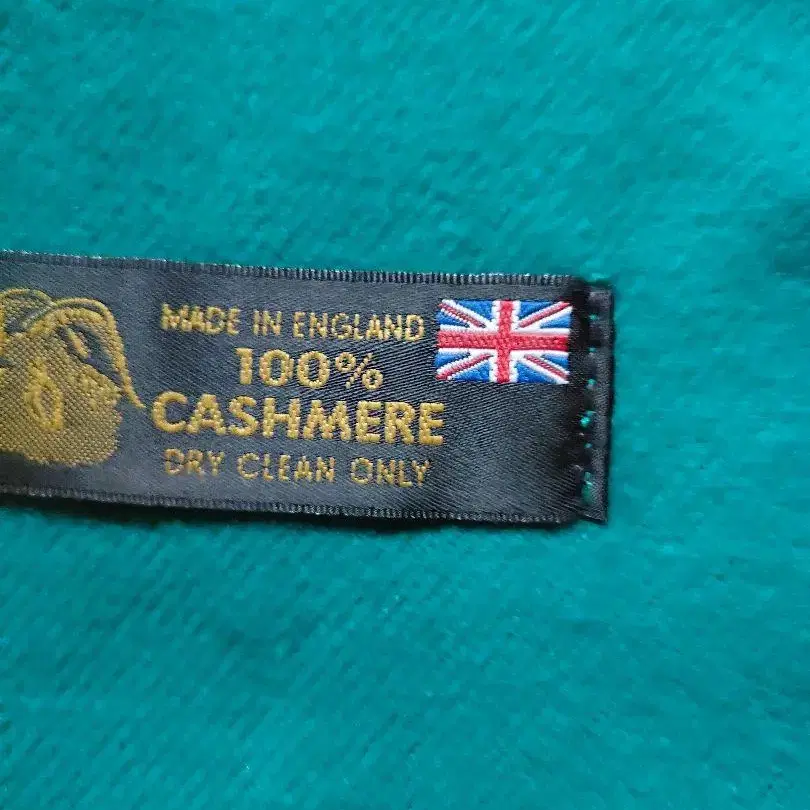 MADE IN ENGLAND
100%
CASHMERE
DRY CLEAN ONLY